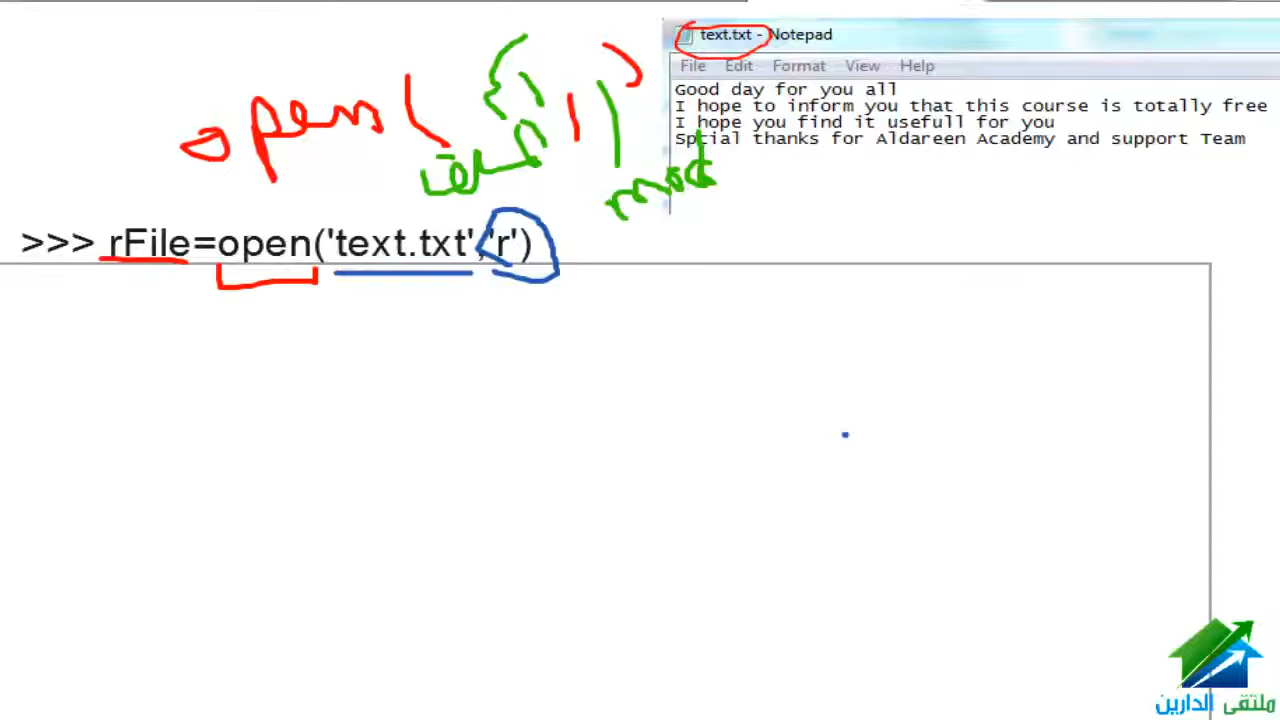 text.txt - Notepad
File Edit Format View Help
Good day for you all
I hope to inform you that this course is totally free
I hope you find it usefull for you
Sptial thanks for Aldareen Academy and support Team
open(
mod
>>> rFile=open('text.txt','r')
ملتقى الدارين